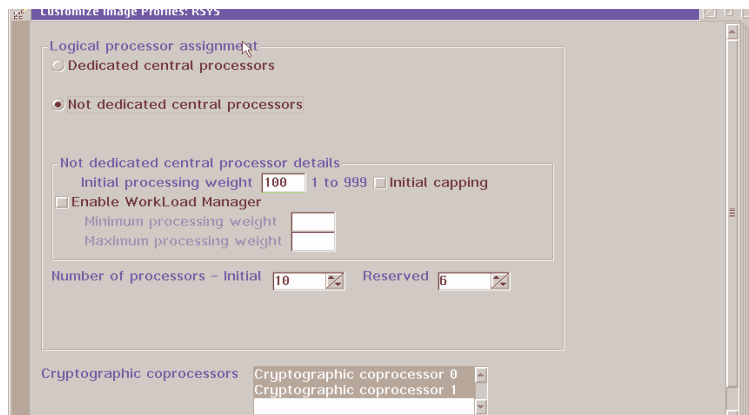 Customize Image Profiles: RSYS
Logical processor assignment
Dedicated central processors
Not dedicated central processors
Not dedicated central processor details
Initial processing weight 100 1 to 999 Initial capping
Enable WorkLoad Manager
Minimum processing weight
Maximum processing weight
Number of processors - Initial 10 Reserved 6
Cryptographic coprocessors Cryptographic coprocessor 0
Cryptographic coprocessor 1